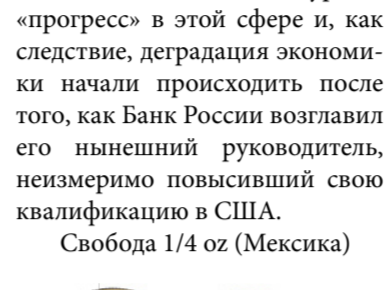 «прогресс» в этой сфере и, как
следствие, деградация экономи-
ки начали происходить после
того, как Банк России возглавил
его нынешний руководитель,
неизмеримо повысивший свою
квалификацию в США.
Свобода 1/4 oz (Мексика)